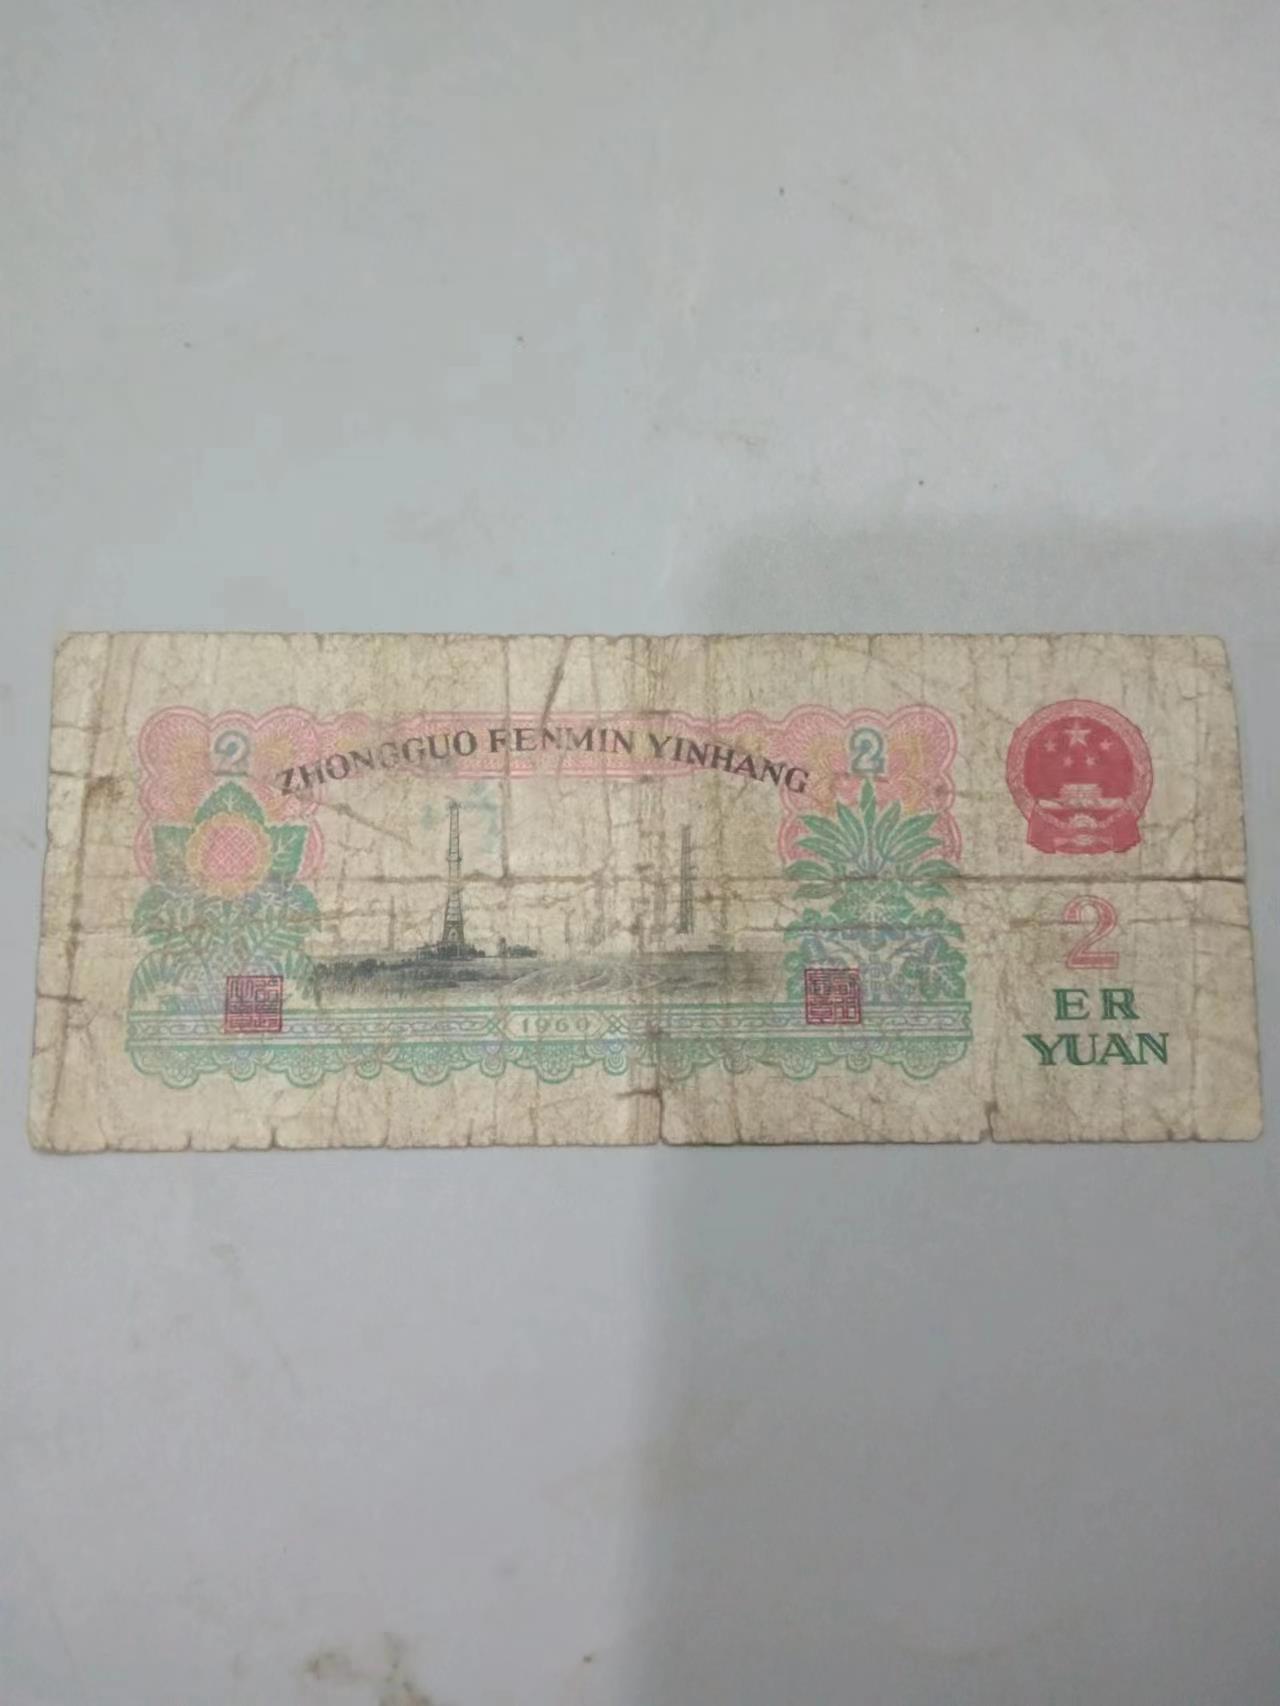 2
2
ZHONGGUO RENMIN YINHANG
1960
2
ER
YUAN